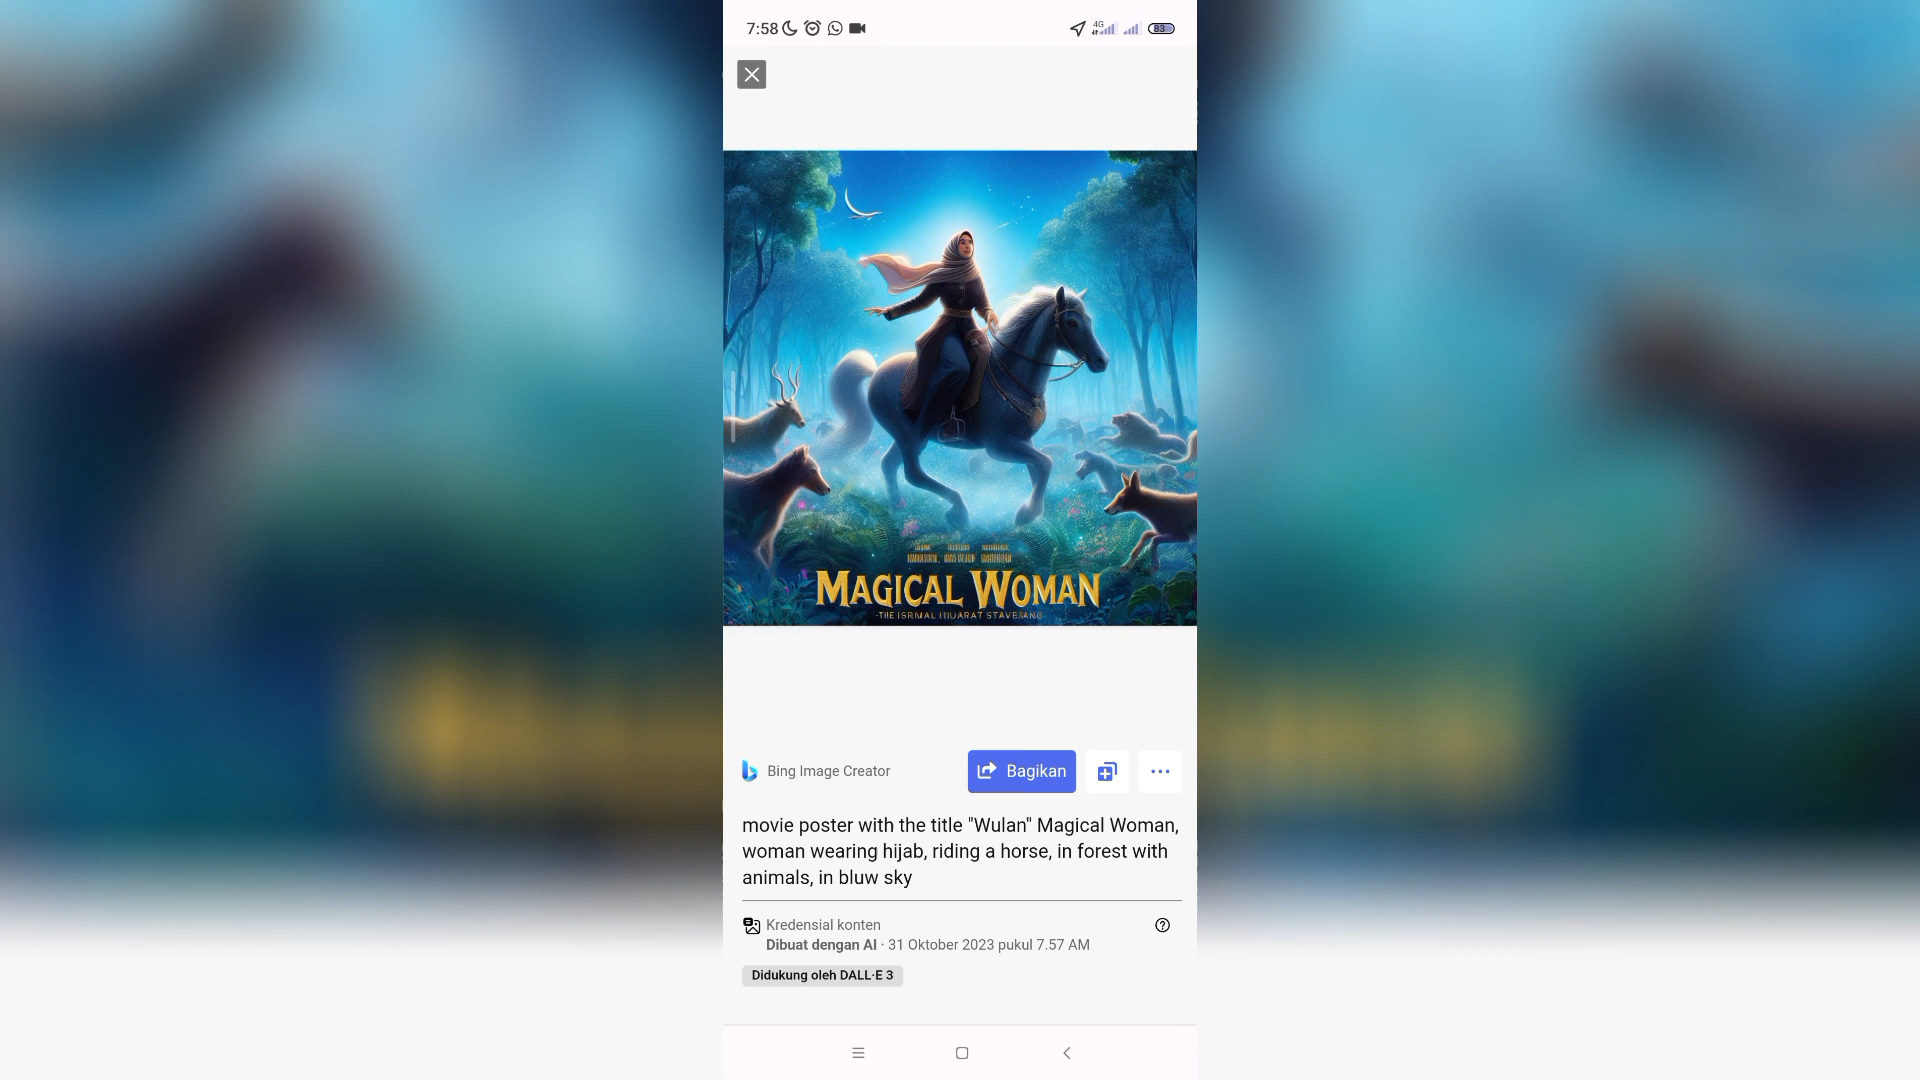 7:58
4G
83
MAGICAL WOMAN
Bing Image Creator
Bagikan
movie poster with the title "Wulan" Magical Woman,
woman wearing hijab, riding a horse, in forest with
animals, in bluw sky
Kredensial konten
Dibuat dengan AI · 31 Oktober 2023 pukul 7.57 AM
Didukung oleh DALL·E 3